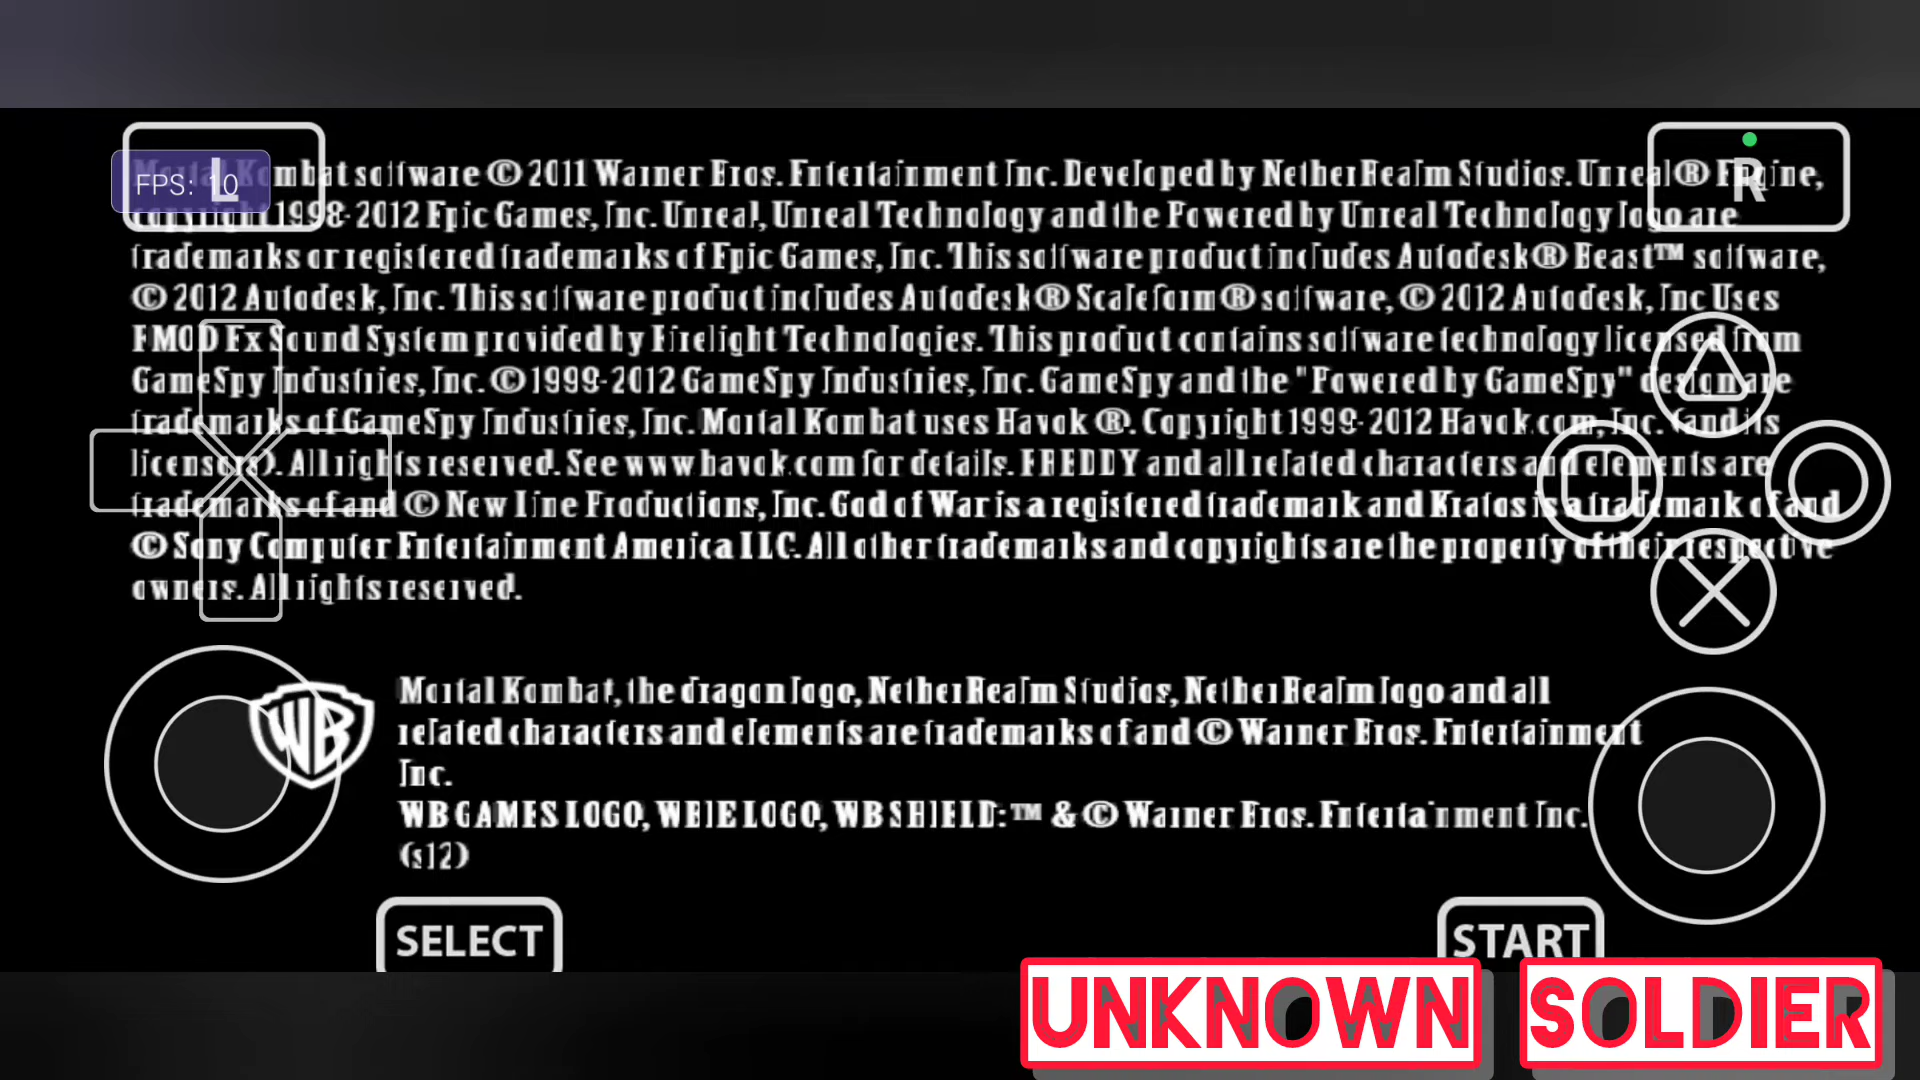 L
FPS: 10
R
Mortal Kombat software © 2011 Warner Bros. Entertainment Inc. Developed by NetherRealm Studios. Unreal® Engine,
copyright 1998-2012 Epic Games, Inc. Unreal, Unreal Technology and the Powered by Unreal Technology logo are
trademarks or registered trademarks of Epic Games, Inc. This software product includes Autodesk® Beast™ software,
© 2012 Autodesk, Inc. This software product includes Autodesk® Scaleform® software, © 2012 Autodesk, Inc Uses
FMOD Ex Sound System provided by Firelight Technologies. This product contains software technology licensed from
GameSpy Industries, Inc. © 1999-2012 GameSpy Industries, Inc. GameSpy and the "Powered by GameSpy" design are
trademarks of GameSpy Industries, Inc. Mortal Kombat uses Havok ®. Copyright 1999-2012 Havok.com, Inc. (and its
licensors). All rights reserved. See www.havok.com for details. FREDDY and all related characters and elements are
trademarks of and © New Line Productions, Inc. God of War is a registered trademark and Kratos is a trademark of and
© Sony Computer Entertainment America LLC. All other trademarks and copyrights are the property of their respective
owners. All rights reserved.
WB
Mortal Kombat, the dragon logo, NetherRealm Studios, NetherRealm logo and all
related characters and elements are trademarks of and © Warner Bros. Entertainment
Inc.
WB GAMES LOGO, WBIE LOGO, WB SHIELD: ™ & © Warner Bros. Entertainment Inc.
(s12)
SELECT
START
UNKNOWN SOLDIER